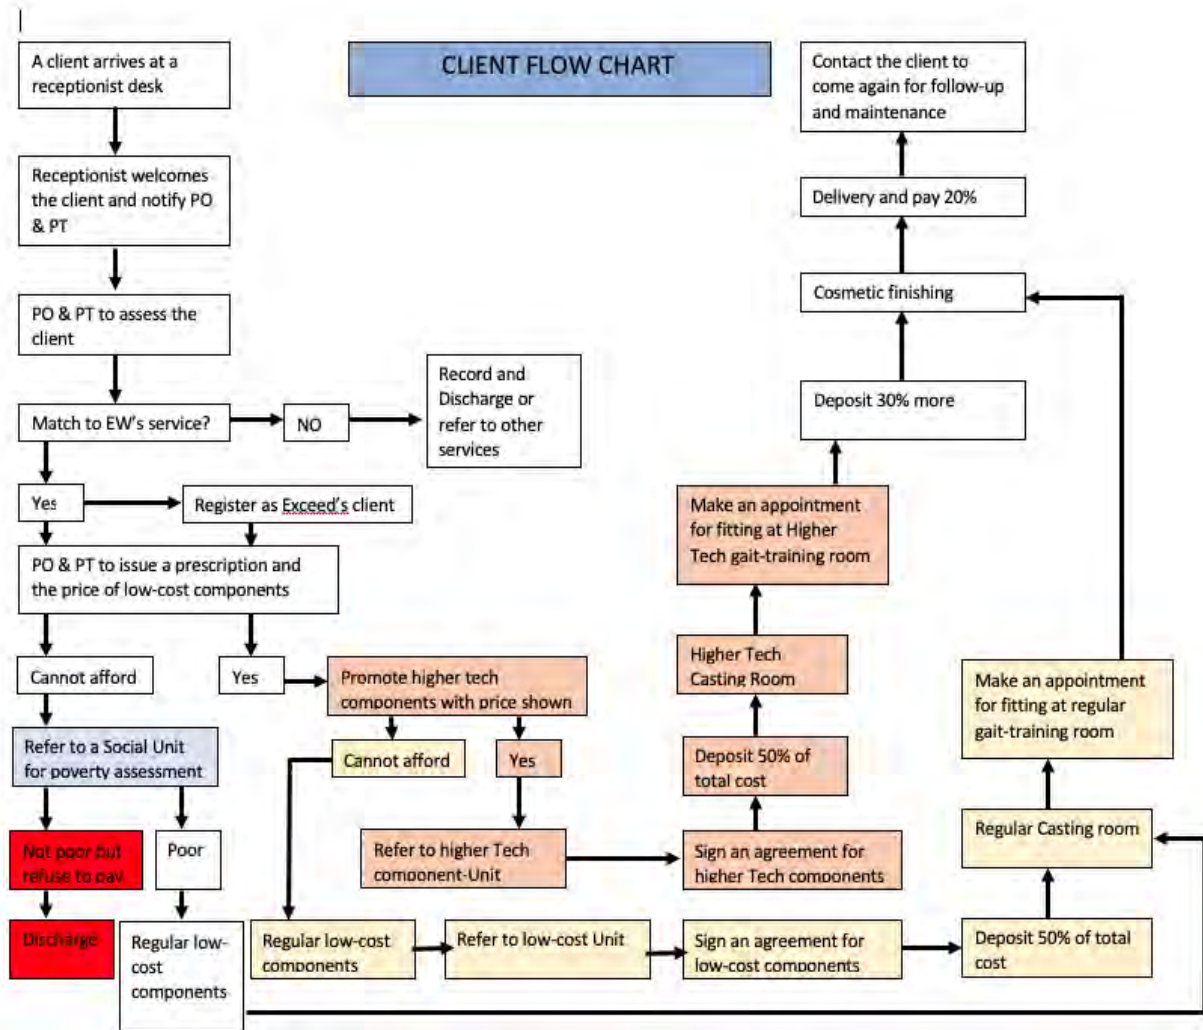 CLIENT FLOW CHART
A client arrives at a
receptionist desk
Receptionist welcomes
the client and notify PO
& PT
PO & PT to assess the
client
Match to EW's service?
NO
Record and
Discharge or
refer to other
services
Yes
Register as Exceed's client
PO & PT to issue a prescription and
the price of low-cost components
Cannot afford
Yes
Promote higher tech
components with price shown
Refer to a Social Unit
for poverty assessment
Cannot afford
Yes
Not poor but
refuse to pay
Poor
Refer to higher Tech
component-Unit
Sign an agreement for
higher Tech components
Deposit 50% of
total cost
Higher Tech
Casting Room
Make an appointment
for fitting at Higher
Tech gait-training room
Deposit 30% more
Cosmetic finishing
Delivery and pay 20%
Contact the client to
come again for follow-up
and maintenance
Discharge
Regular low-
cost
components
Regular low-cost
components
Refer to low-cost Unit
Sign an agreement for
low-cost components
Deposit 50% of total
cost
Regular Casting room
Make an appointment
for fitting at regular
gait-training room